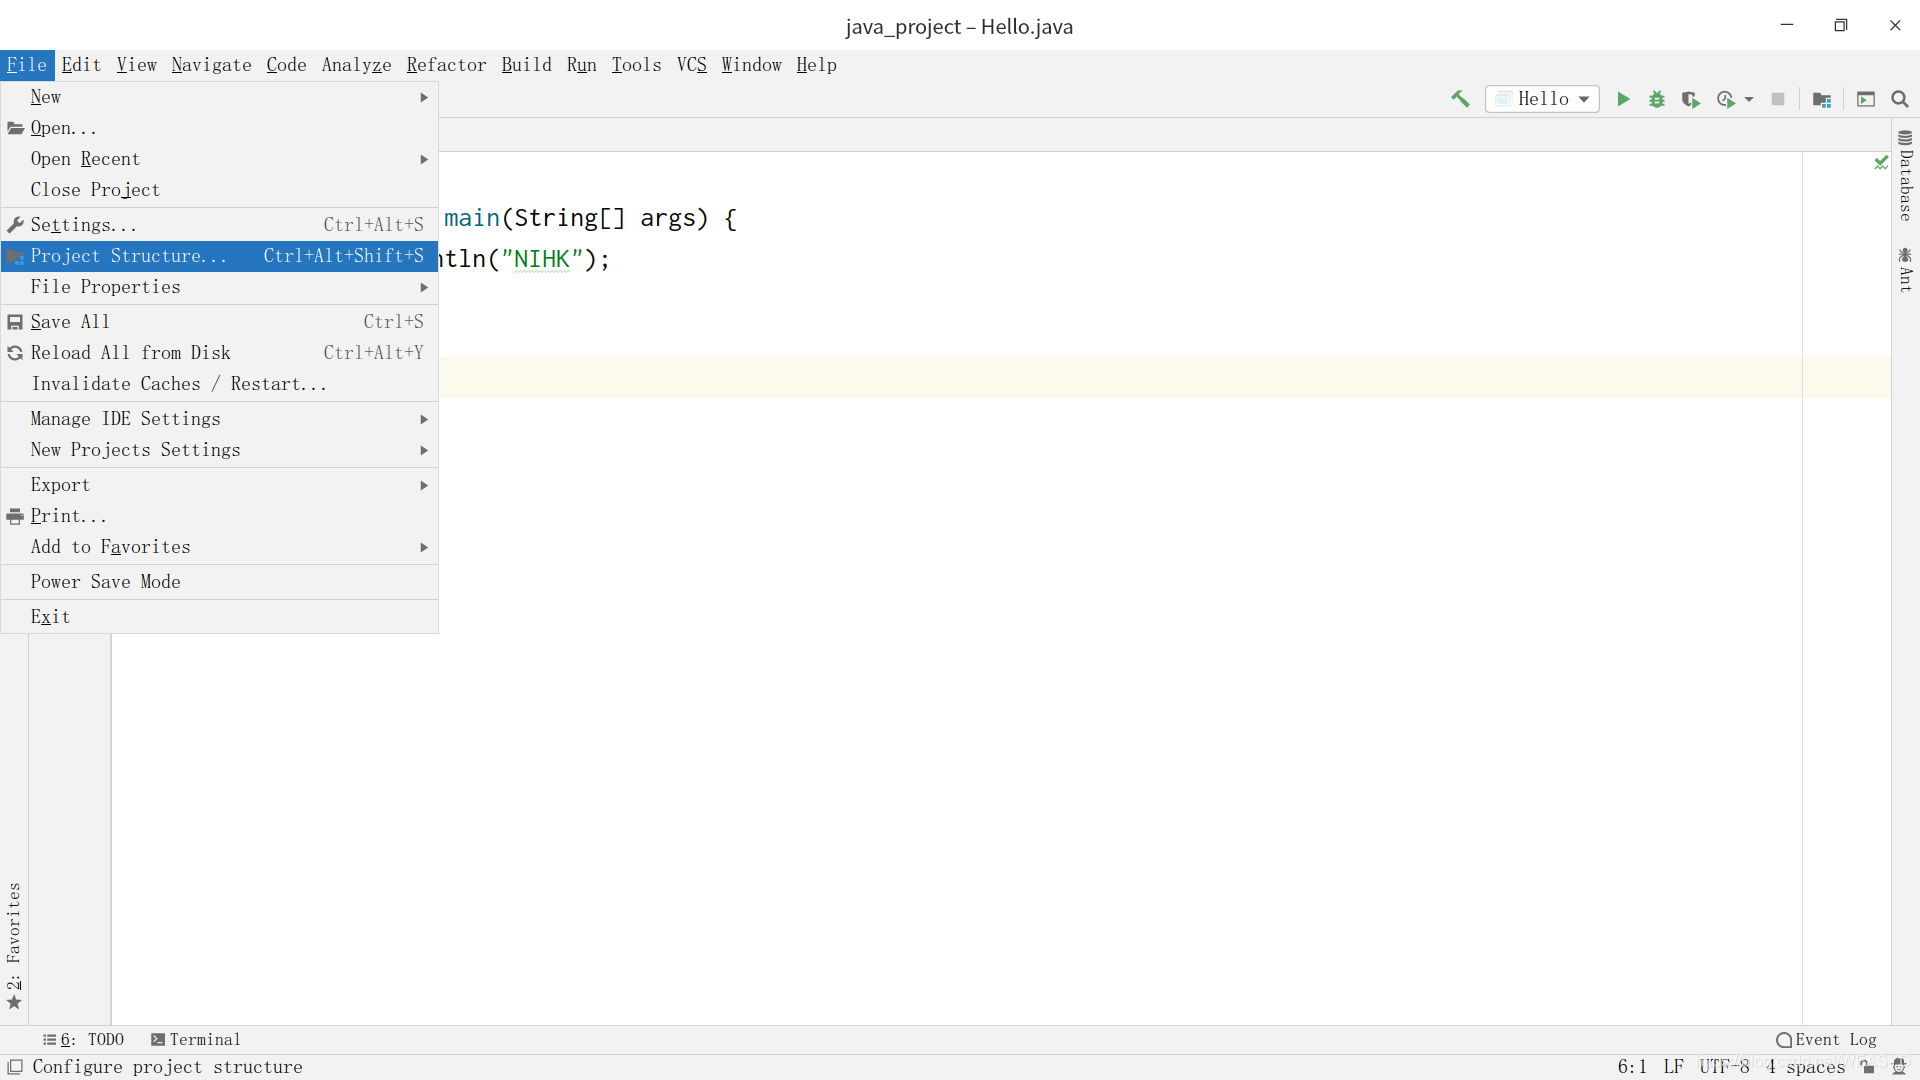 java_project – Hello.java
File Edit View Navigate Code Analyze Refactor Build Run Tools VCS Window Help
New
Open...
Open Recent
Close Project
Settings... Ctrl+Alt+S
Project Structure... Ctrl+Alt+Shift+S
File Properties
Save All Ctrl+S
Reload All from Disk Ctrl+Alt+Y
Invalidate Caches / Restart...
Manage IDE Settings
New Projects Settings
Export
Print...
Add to Favorites
Power Save Mode
Exit
Hello
main(String[] args) {
ntln("NIHK");
Database
Ant
2: Favorites
6: TODO Terminal Event Log
Configure project structure 6:1 LF UTF-8 4 spaces